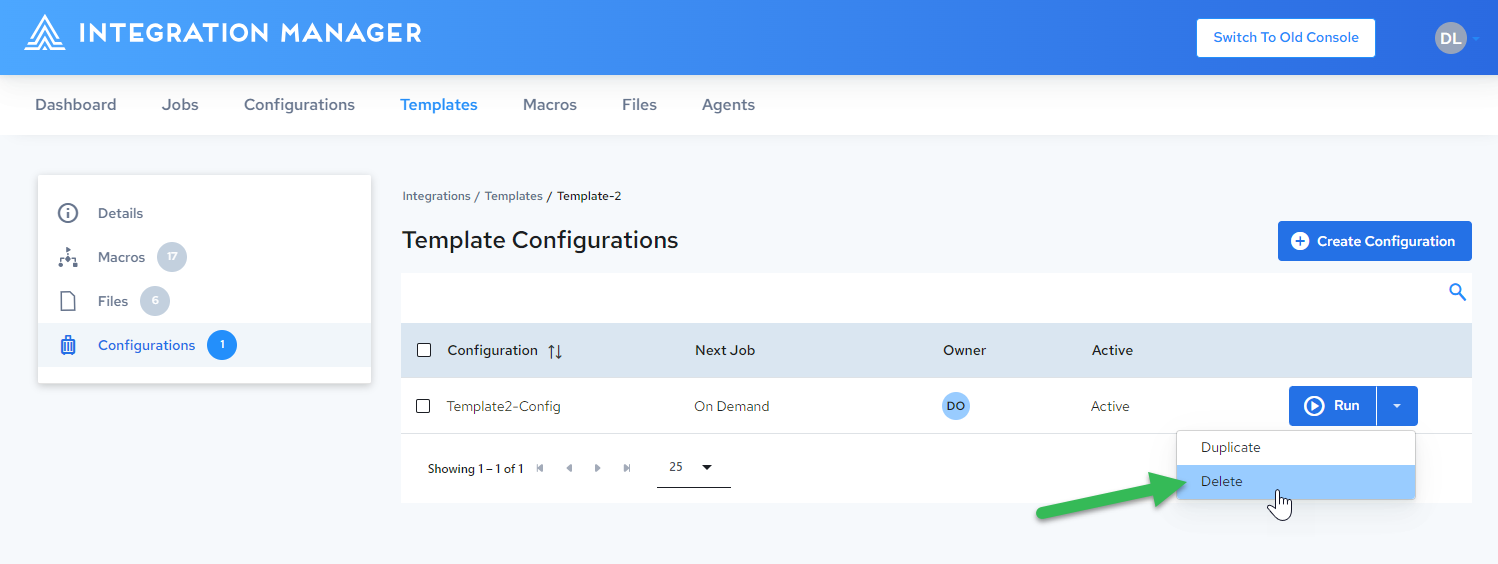 INTEGRATION MANAGER
Switch To Old Console
DL
Dashboard Jobs Configurations Templates Macros Files Agents
Details
Macros 17
Files 6
Configurations 1
Integrations / Templates / Template-2
Template Configurations
Create Configuration
Configuration Next Job Owner Active
Template2-Config On Demand DO Active Run
Duplicate
Delete
Showing 1 – 1 of 1 25